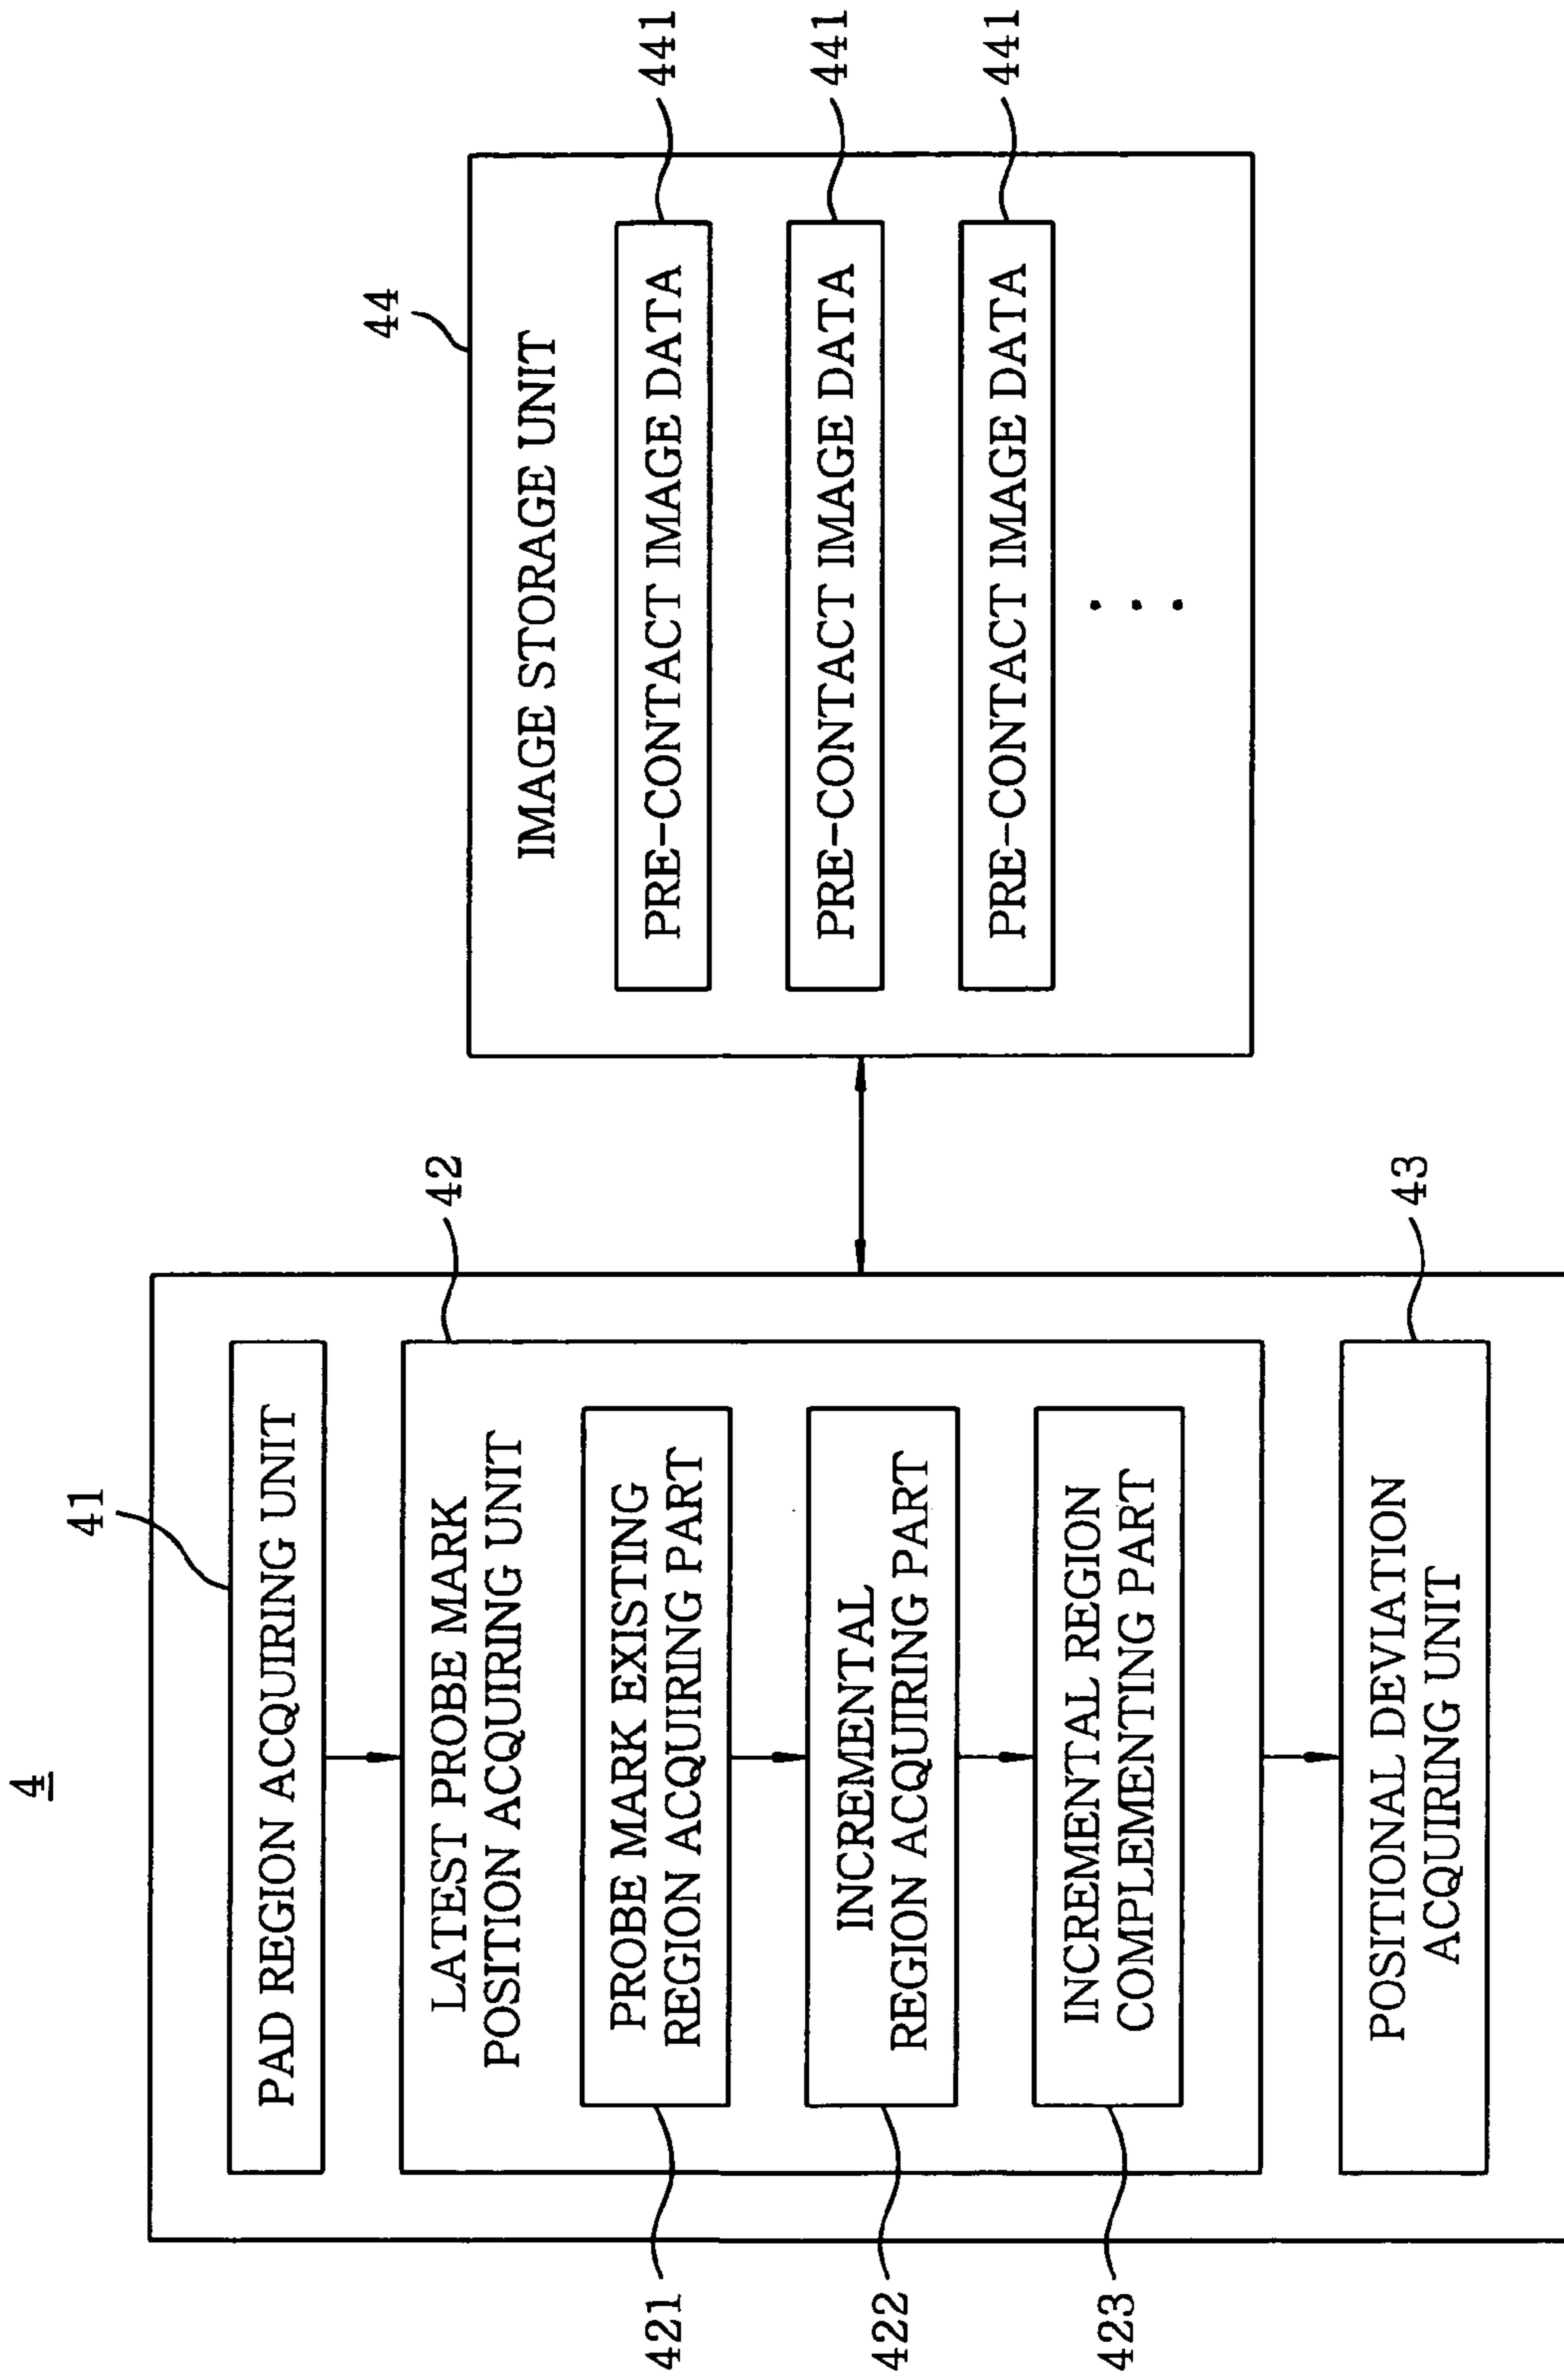 4
41
PAD REGION ACQUIRING UNIT
42
LATEST PROBE MARK
POSITION ACQUIRING UNIT
421
PROBE MARK EXISTING
REGION ACQUIRING PART
422
INCREMENTAL
REGION ACQUIRING PART
423
INCREMENTAL REGION
COMPLEMENTING PART
43
POSITIONAL DEVIATION
ACQUIRING UNIT
44
IMAGE STORAGE UNIT
PRE-CONTACT IMAGE DATA
441
PRE-CONTACT IMAGE DATA
441
PRE-CONTACT IMAGE DATA
441